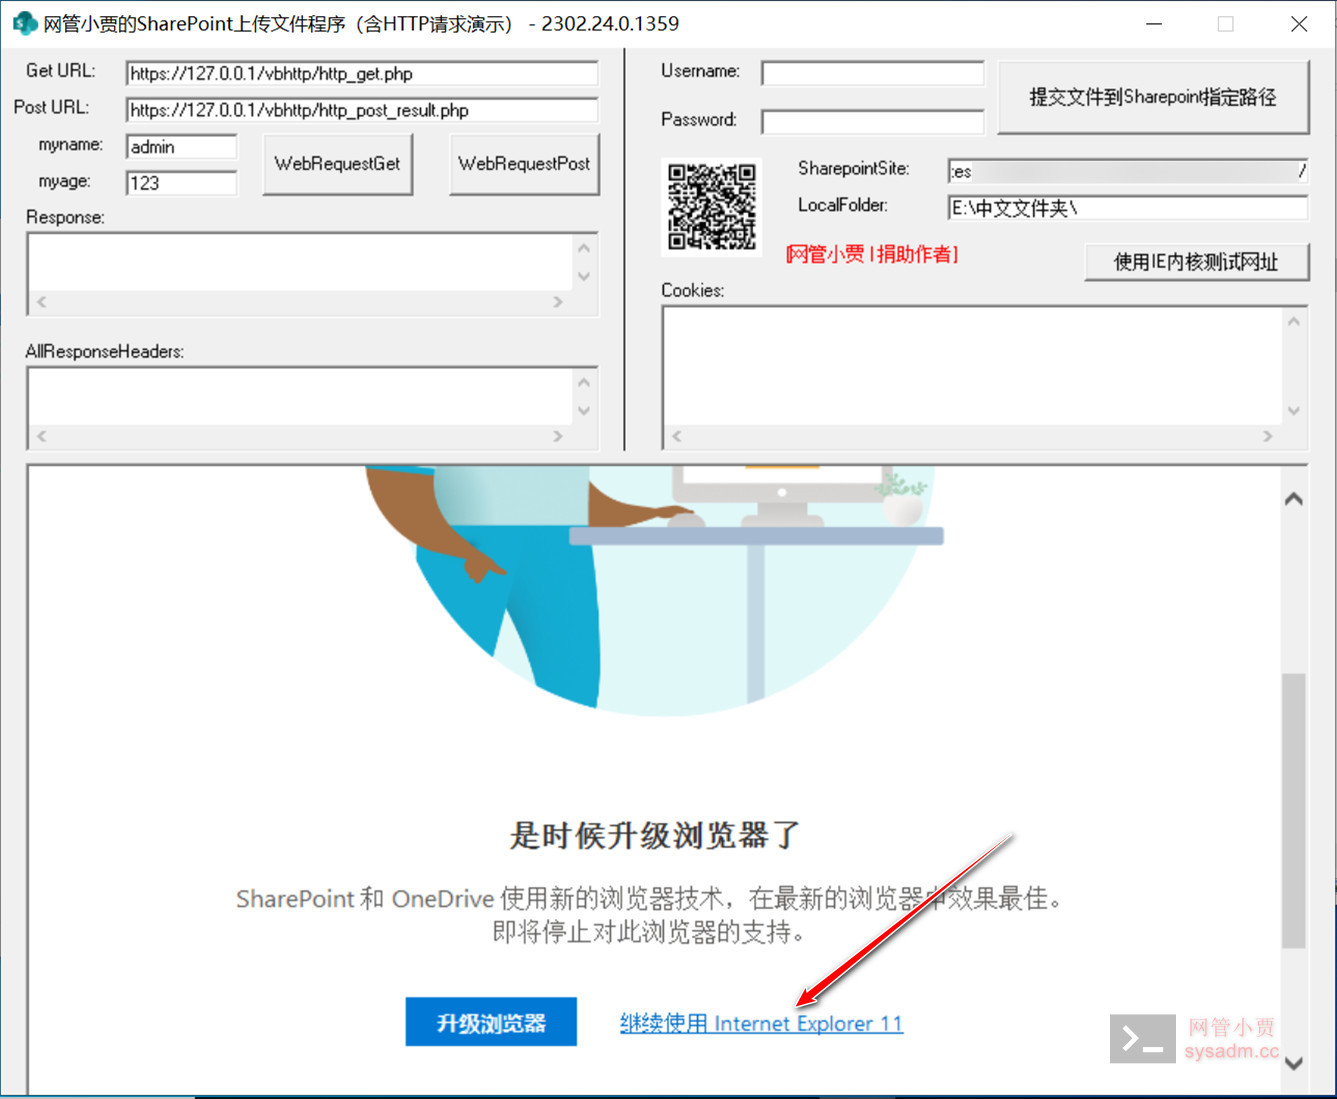 网管小贾的SharePoint上传文件程序（含HTTP请求演示） - 2302.24.0.1359
Get URL:
https://127.0.0.1/vbhttp/http_get.php
Post URL:
https://127.0.0.1/vbhttp/http_post_result.php
myname:
admin
myage:
123
WebRequestGet
WebRequestPost
Response:
AllResponseHeaders:
Username:
Password:
提交文件到Sharepoint指定路径
SharepointSite:
:es /
LocalFolder:
E:\中文文件夹\
[网管小贾 | 捐助作者]
使用IE内核测试网址
Cookies:
是时候升级浏览器了
SharePoint 和 OneDrive 使用新的浏览器技术，在最新的浏览器中效果最佳。
即将停止对此浏览器的支持。
升级浏览器
继续使用 Internet Explorer 11
网管小贾
sysadm.cc